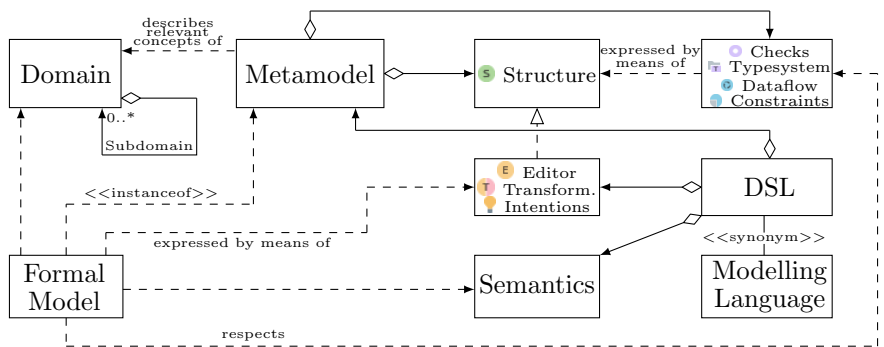 describes
relevant
concepts of
Domain
Metamodel
S Structure
expressed by
means of
Checks
T Typesystem
Dataflow
Constraints
0..*
Subdomain
<<instanceof>>
E Editor
T Transform.
Intentions
DSL
expressed by means of
<<synonym>>
Formal
Model
Semantics
Modelling
Language
respects